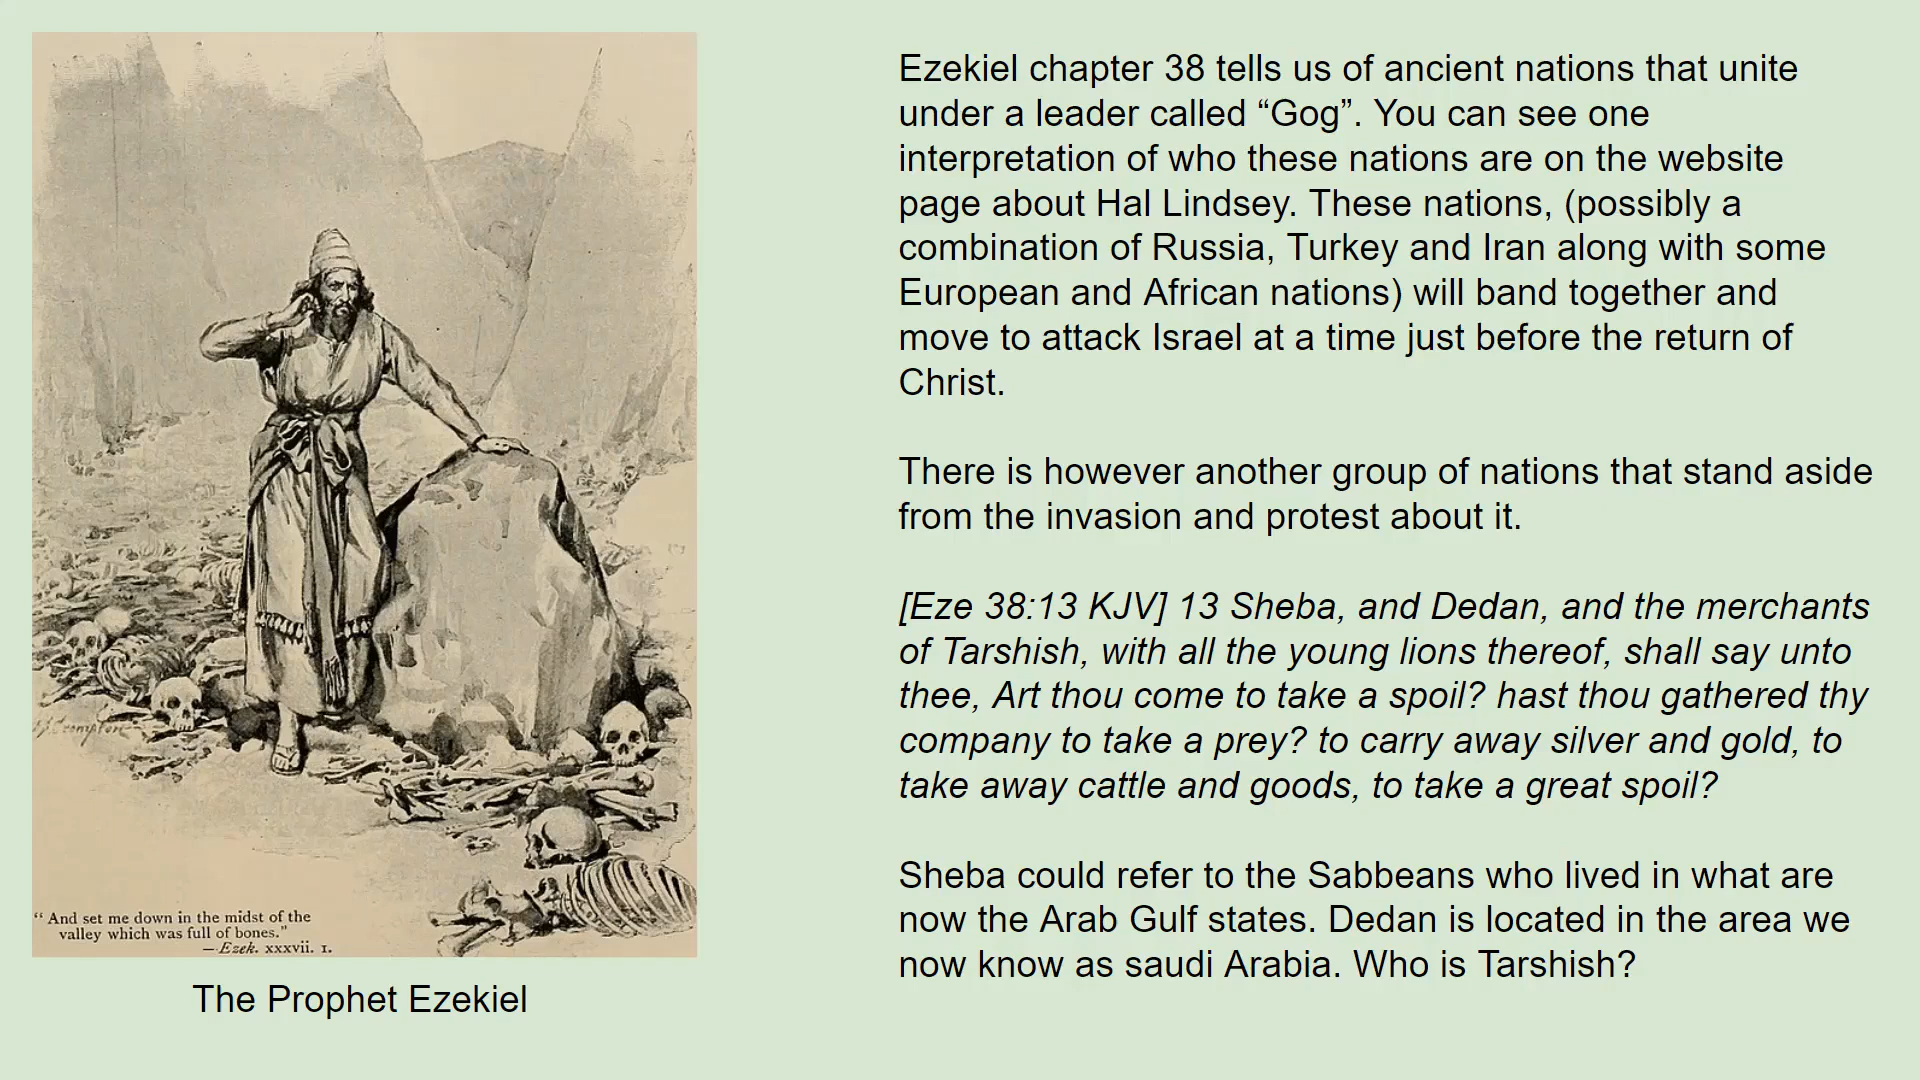 Ezekiel chapter 38 tells us of ancient nations that unite
under a leader called “Gog”. You can see one
interpretation of who these nations are on the website
page about Hal Lindsey. These nations, (possibly a
combination of Russia, Turkey and Iran along with some
European and African nations) will band together and
move to attack Israel at a time just before the return of
Christ.
There is however another group of nations that stand aside
from the invasion and protest about it.
[Eze 38:13 KJV] 13 Sheba, and Dedan, and the merchants
of Tarshish, with all the young lions thereof, shall say unto
thee, Art thou come to take a spoil? hast thou gathered thy
company to take a prey? to carry away silver and gold, to
take away cattle and goods, to take a great spoil?
Sheba could refer to the Sabbeans who lived in what are
now the Arab Gulf states. Dedan is located in the area we
now know as saudi Arabia. Who is Tarshish?
“And set me down in the midst of the
valley which was full of bones.”
—Ezek. xxxvii. 1.
The Prophet Ezekiel